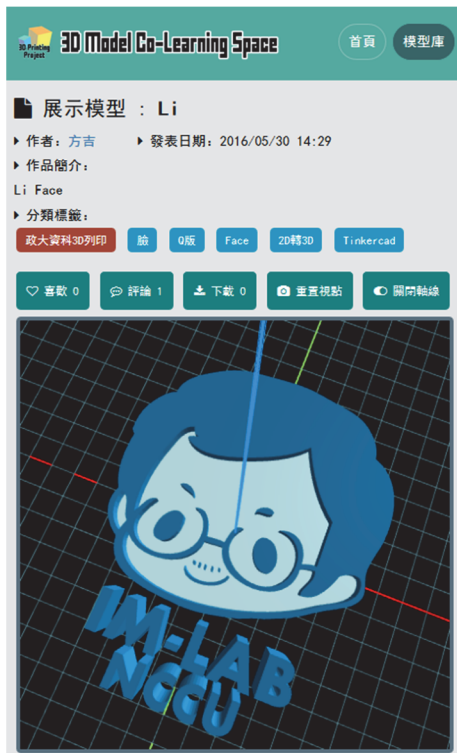 3D Printing
Project
3D Model Co-Learning Space
首頁
模型庫
展示模型 : Li
作者: 方吉
發表日期: 2016/05/30 14:29
作品簡介:
Li Face
分類標籤:
政大資科3D列印
臉
Q版
Face
2D轉3D
Tinkercad
喜歡 0
評論 1
下載 0
重置視點
關閉軸線
IM-LAB
NCCU